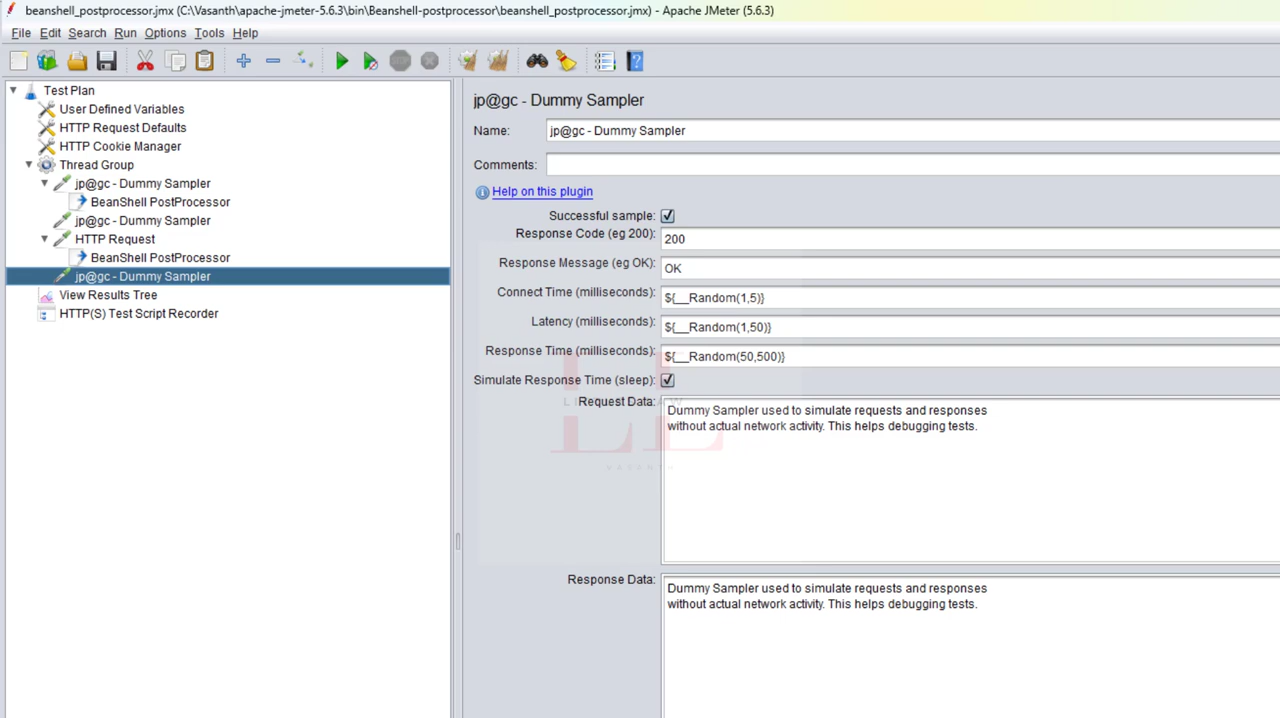 beanshell_postprocessor.jmx (C:\Vasanth\apache-jmeter-5.6.3\bin\Beanshell-postprocessor\beanshell_postprocessor.jmx) - Apache JMeter (5.6.3)
File Edit Search Run Options Tools Help
Test Plan
User Defined Variables
HTTP Request Defaults
HTTP Cookie Manager
Thread Group
jp@gc - Dummy Sampler
BeanShell PostProcessor
jp@gc - Dummy Sampler
HTTP Request
BeanShell PostProcessor
jp@gc - Dummy Sampler
View Results Tree
HTTP(S) Test Script Recorder
jp@gc - Dummy Sampler
Name: jp@gc - Dummy Sampler
Comments:
Help on this plugin
Successful sample:
Response Code (eg 200): 200
Response Message (eg OK): OK
Connect Time (milliseconds): ${__Random(1,5)}
Latency (milliseconds): ${__Random(1,50)}
Response Time (milliseconds): ${__Random(50,500)}
Simulate Response Time (sleep):
Request Data: Dummy Sampler used to simulate requests and responses
without actual network activity. This helps debugging tests.
Response Data: Dummy Sampler used to simulate requests and responses
without actual network activity. This helps debugging tests.